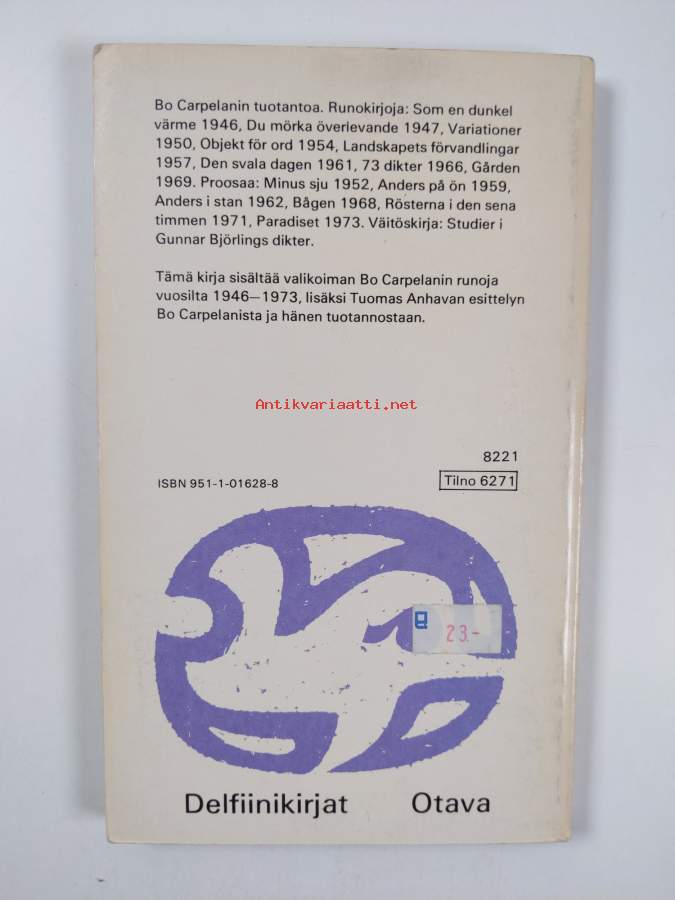 Bo Carpelanin tuotantoa. Runokirjoja: Som en dunkel
värme 1946, Du mörka överlevande 1947, Variationer
1950, Objekt för ord 1954, Landskapets förvandlingar
1957, Den svala dagen 1961, 73 dikter 1966, Gården
1969. Proosaa: Minus sju 1952, Anders på ön 1959,
Anders i stan 1962, Bågen 1968, Rösterna i den sena
timmen 1971, Paradiset 1973. Väitöskirja: Studier i
Gunnar Björlings dikter.
Tämä kirja sisältää valikoiman Bo Carpelanin runoja
vuosilta 1946–1973, lisäksi Tuomas Anhavan esittelyn
Bo Carpelanista ja hänen tuotannostaan.
Antikvariaatti.net
8221
ISBN 951-1-01628-8
Tilno 6271
23.-
Delfiinikirjat Otava